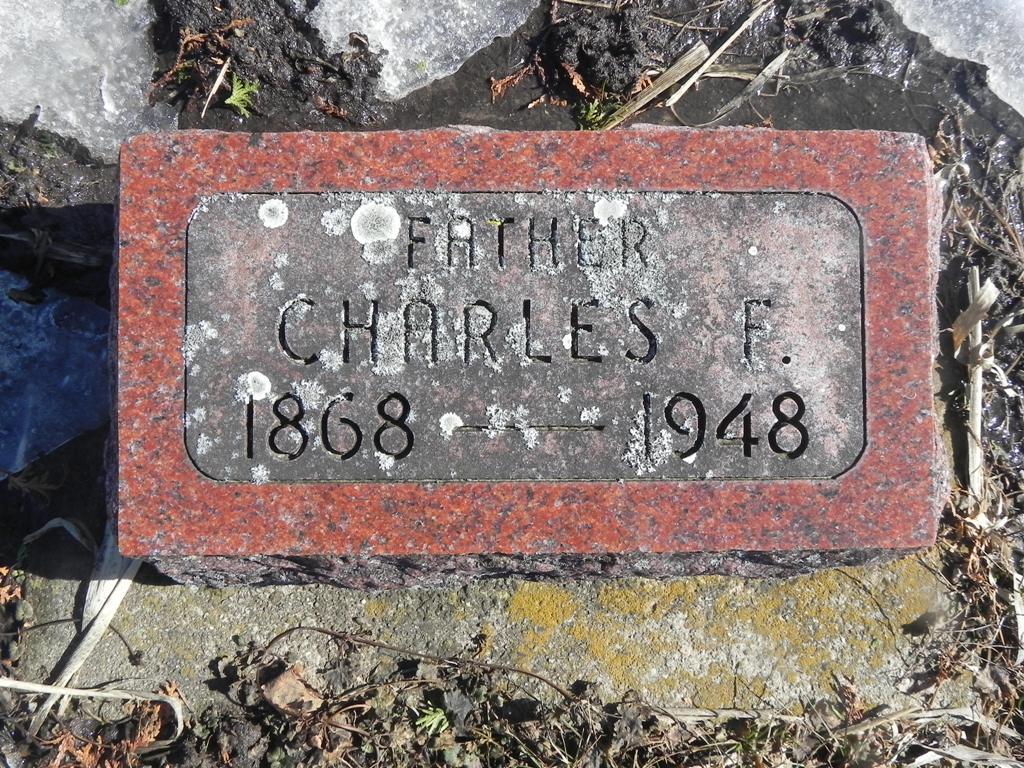 FATHER
CHARLES F.
1868 — 1948